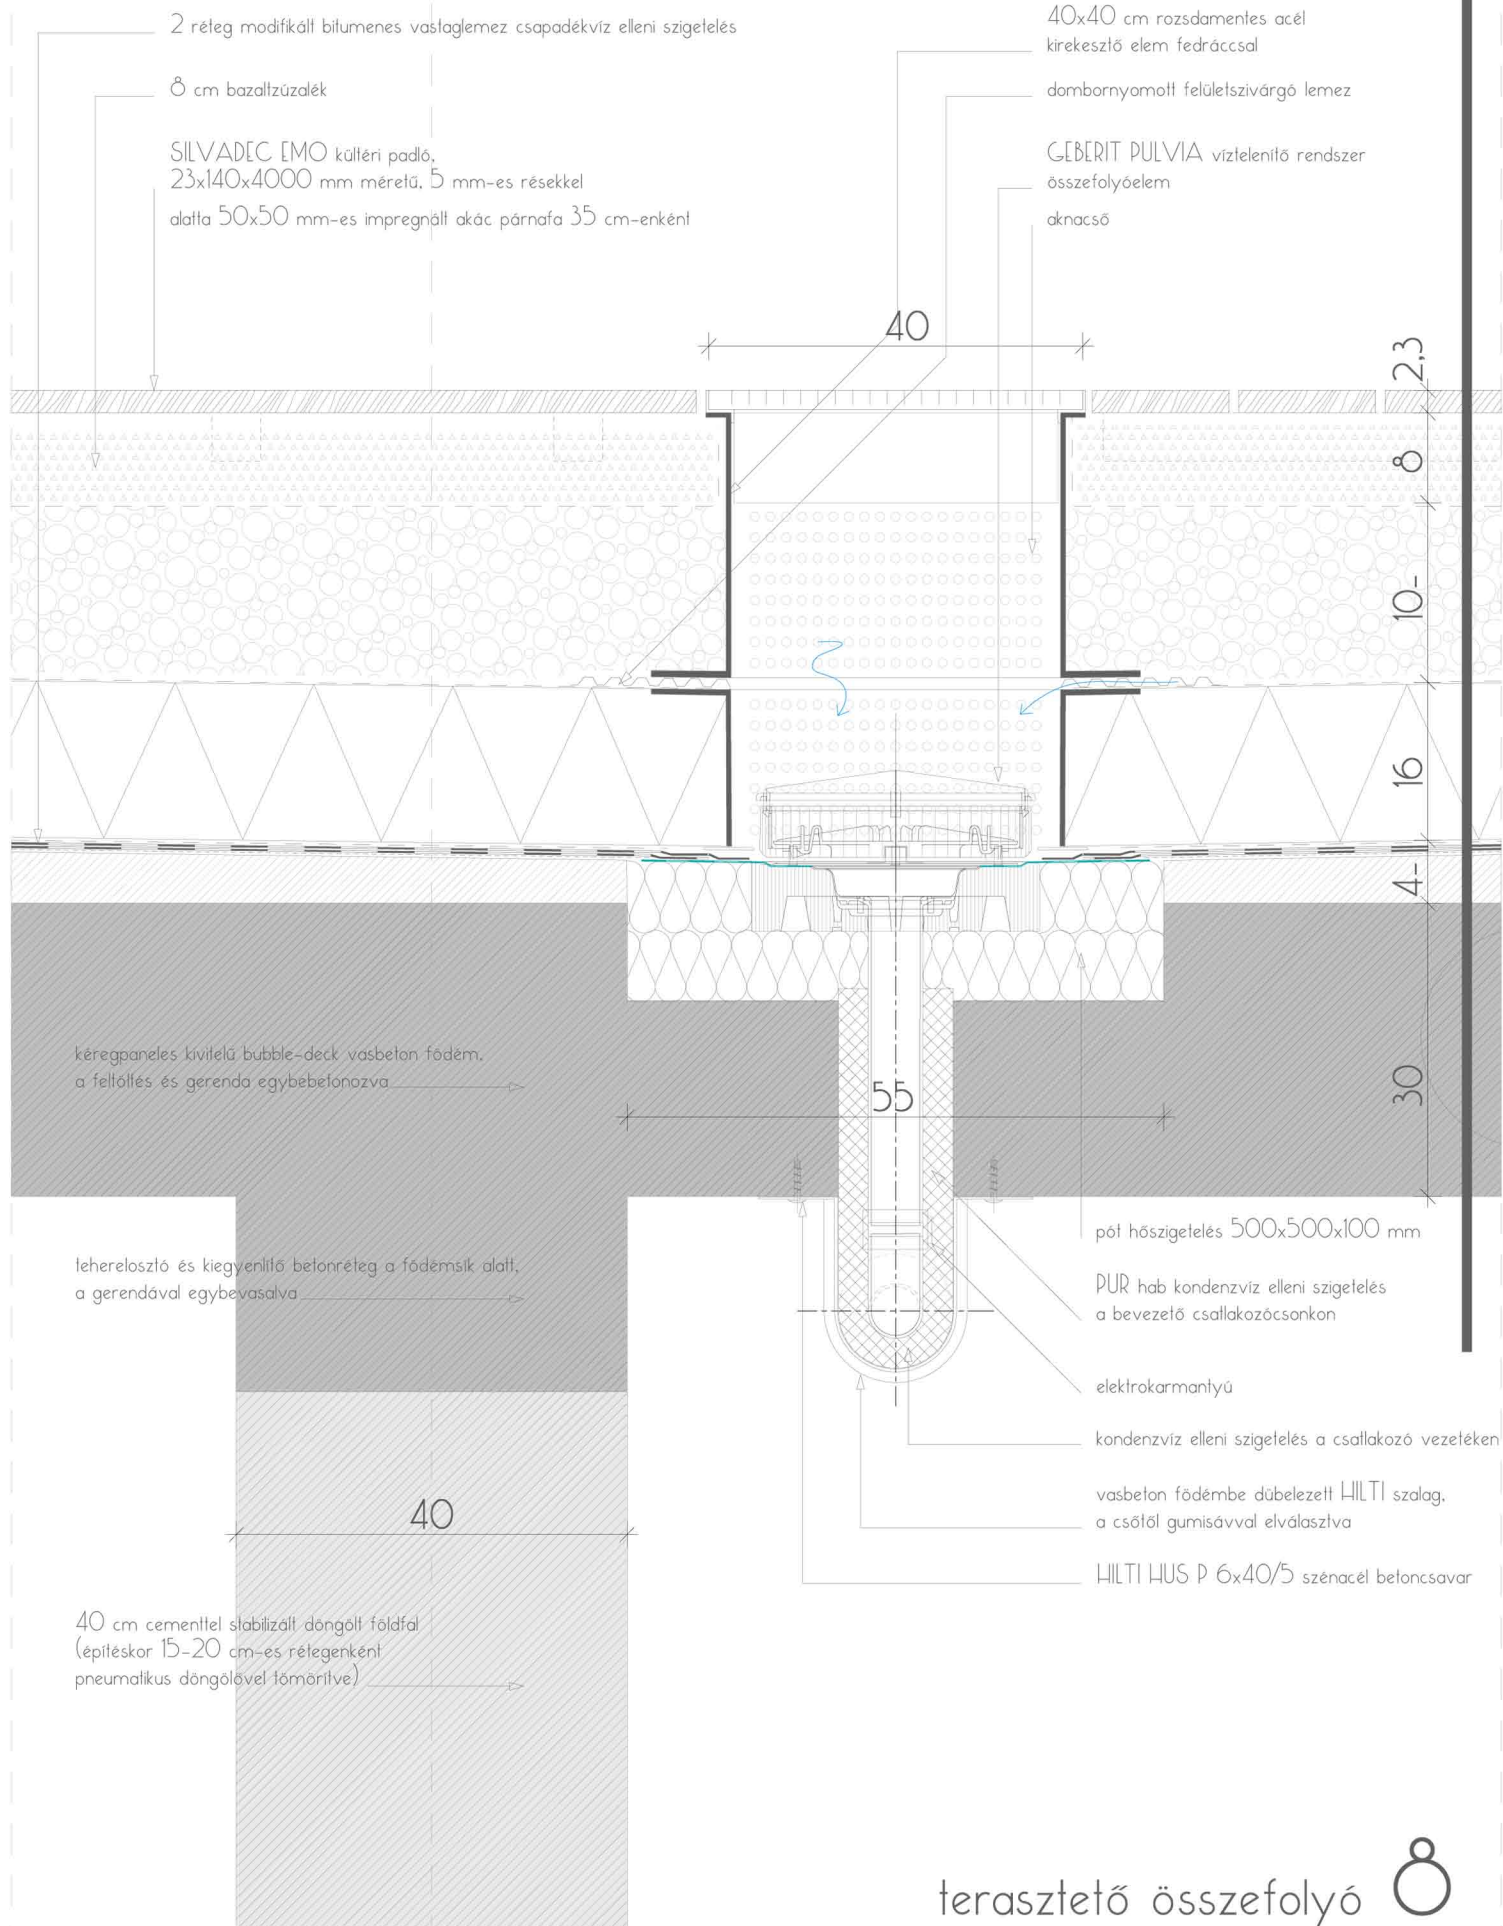 2 réteg modifikált bitumenes vastaglemez csapadékvíz elleni szigetelés
8 cm bazaltzúzalék
SILVADEC EMO kültéri padló,
23x140x4000 mm méretű, 5 mm-es résekkel
alatta 50x50 mm-es impregnált akác párnafa 35 cm-enként
40x40 cm rozsdamentes acél
kirekesztő elem fedráccsal
dombornyomott felületszivárgó lemez
GEBERIT PULVIA víztelenítő rendszer
összefolyóelem
aknacső
40
2,3
8
10-
16
4-
30
kéregpaneles kivitelű bubble-deck vasbeton födém,
a feltöltés és gerenda egybebetonozva
55
teherelosztó és kiegyenlítő betonréteg a födémsík alatt,
a gerendával egybevasalva
pót hőszigetelés 500x500x100 mm
PUR hab kondenzvíz elleni szigetelés
a bevezető csatlakozócsonkon
elektrokarmantyú
kondenzvíz elleni szigetelés a csatlakozó vezetéken
vasbeton födémbe dübelezett HILTI szalag,
a csőtől gumisávval elválasztva
HILTI HUS P 6x40/5 szénacél betoncsavar
40
40 cm cementtel stabilizált döngölt földfal
(építéskor 15-20 cm-es rétegenként
pneumatikus döngölővel tömörítve)
terasztető összefolyó 8